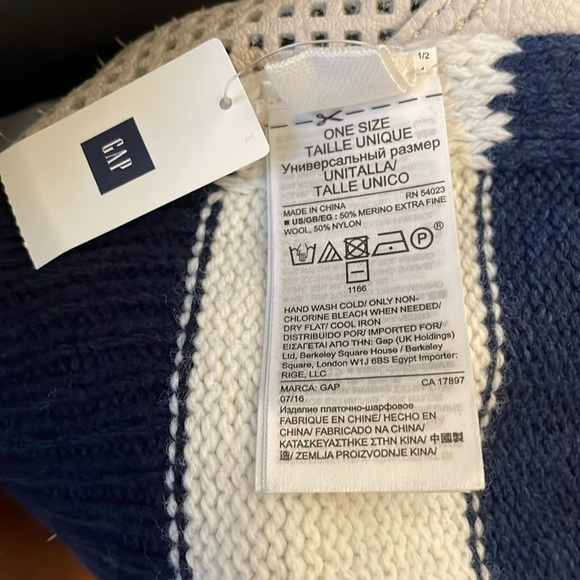 GAP
1/2
ONE SIZE
TAILLE UNIQUE
Универсальный размер
UNITALLA/
TALLE UNICO
MADE IN CHINA RN 54023
■ US/GB/EG : 50% MERINO EXTRA FINE
WOOL, 50% NYLON
P
1166
HAND WASH COLD/ ONLY NON-
CHLORINE BLEACH WHEN NEEDED/
DRY FLAT/ COOL IRON
DISTRIBUIDO POR/ IMPORTED FOR/
ΕΙΣΑΓΕΤΑΙ ΑΠΟ ΤΗΝ: Gap (UK Holdings)
Ltd, Berkeley Square House / Berkeley
Square, London W1J 6BS Egypt Importer:
RIGE, LLC
MARCA: GAP CA 17897
07/16
Изделие платочно-шарфовое
FABRIQUE EN CHINE/ HECHO EN
CHINA/ FABRICADO NA CHINA/
ΚΑΤΑΣΚΕΥΑΣΤΗΚΕ ΣΤΗΝ ΚΙΝΑ/ 中國製
造/ ZEMLJA PROIZVODNJE KINA/